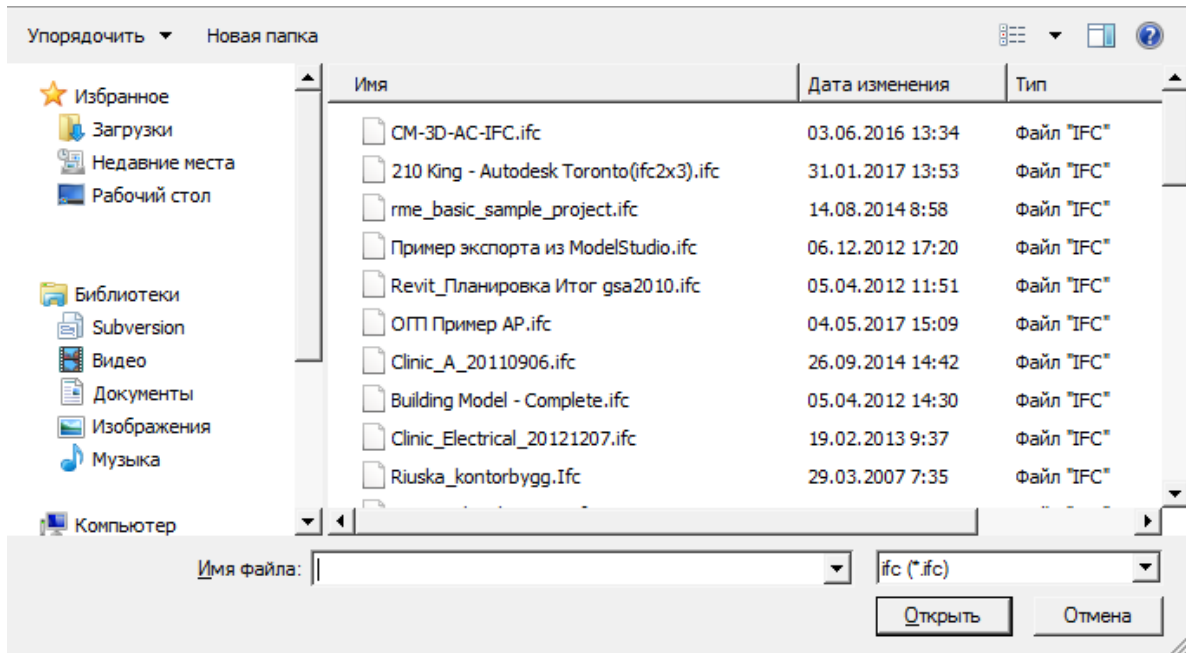 Упорядочить Новая папка
Избранное
Загрузки
Недавние места
Рабочий стол
Библиотеки
Subversion
Видео
Документы
Изображения
Музыка
Компьютер
Имя Дата изменения Тип
CM-3D-AC-IFC.ifc 03.06.2016 13:34 Файл "IFC"
210 King - Autodesk Toronto(ifc2x3).ifc 31.01.2017 13:53 Файл "IFC"
rme_basic_sample_project.ifc 14.08.2014 8:58 Файл "IFC"
Пример экспорта из ModelStudio.ifc 06.12.2012 17:20 Файл "IFC"
Revit_Планировка Итог gsa2010.ifc 05.04.2012 11:51 Файл "IFC"
ОГП Пример АР.ifc 04.05.2017 15:09 Файл "IFC"
Clinic_A_20110906.ifc 26.09.2014 14:42 Файл "IFC"
Building Model - Complete.ifc 05.04.2012 14:30 Файл "IFC"
Clinic_Electrical_20121207.ifc 19.02.2013 9:37 Файл "IFC"
Riuska_kontorbygg.Ifc 29.03.2007 7:35 Файл "IFC"
Имя файла: ifc (*.ifc)
Открыть Отмена